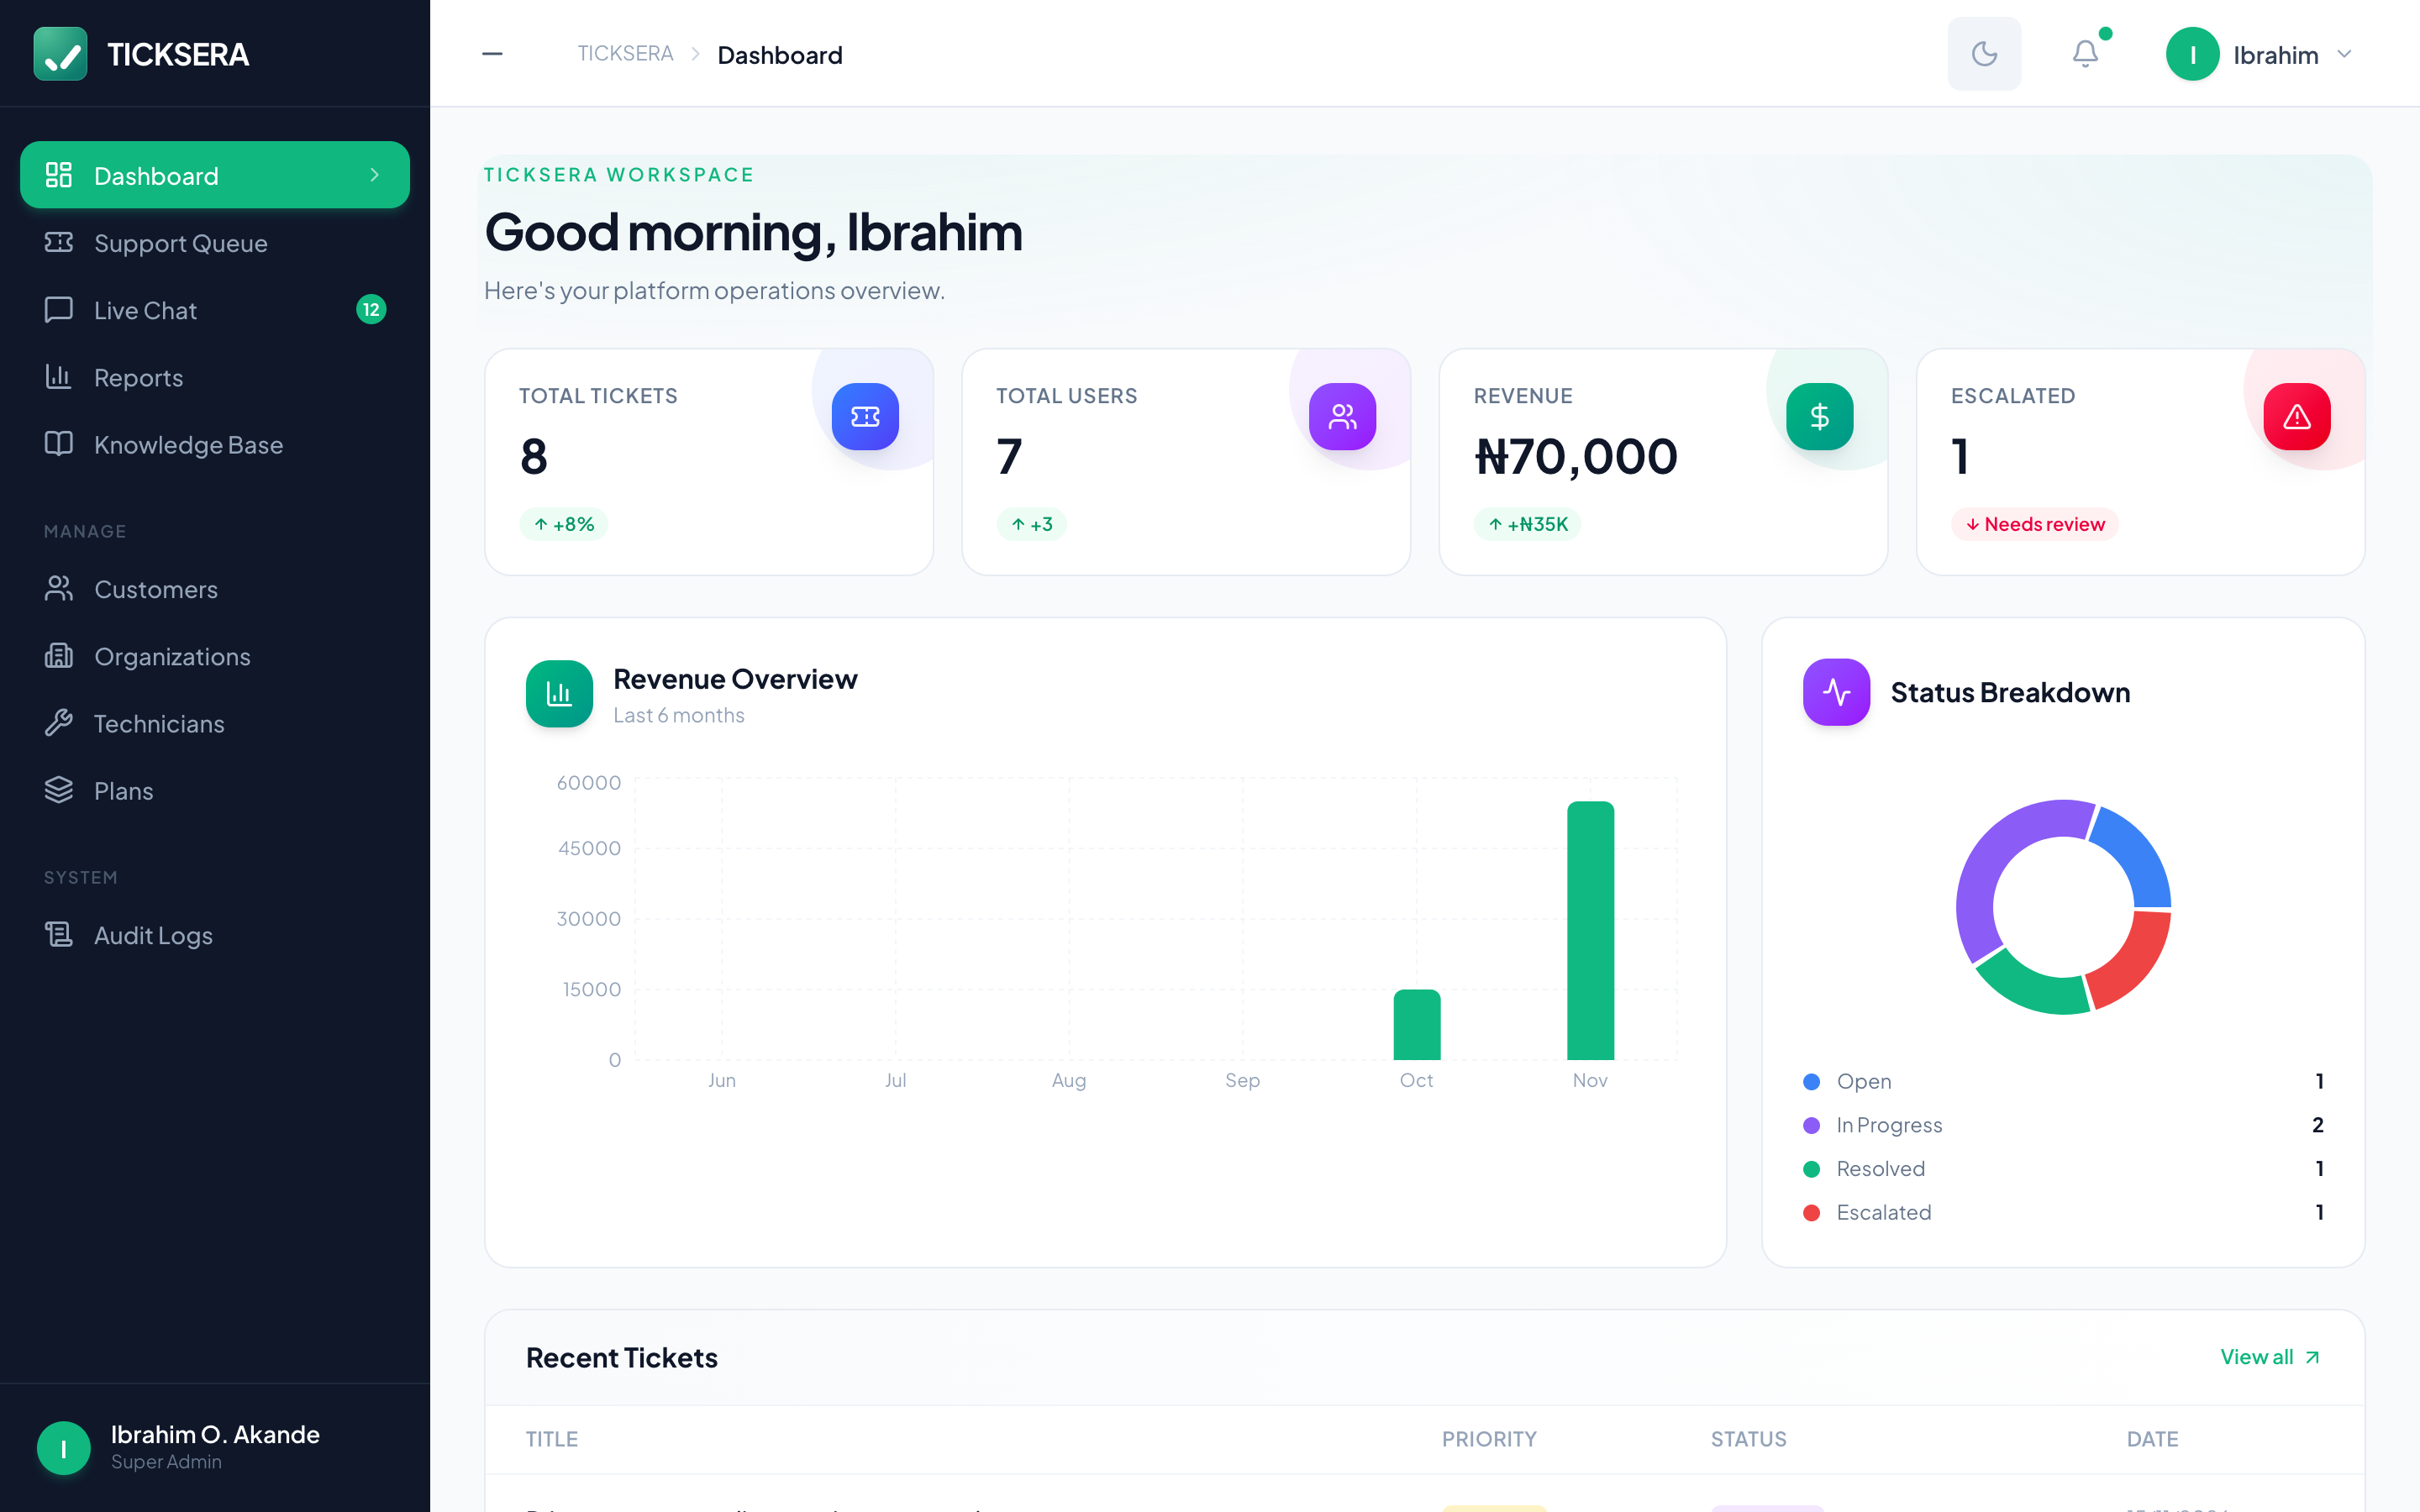 TICKSERA
Dashboard
Support Queue
Live Chat 12
Reports
Knowledge Base
MANAGE
Customers
Organizations
Technicians
Plans
SYSTEM
Audit Logs
I
Ibrahim O. Akande
Super Admin
TICKSERA Dashboard
I Ibrahim
TICKSERA WORKSPACE
Good morning, Ibrahim
Here's your platform operations overview.
TOTAL TICKETS
8
+8%
TOTAL USERS
7
+3
REVENUE
₦70,000
+₦35K
ESCALATED
1
Needs review
Revenue Overview
Last 6 months
60000
45000
30000
15000
0
Jun Jul Aug Sep Oct Nov
Status Breakdown
Open 1
In Progress 2
Resolved 1
Escalated 1
Recent Tickets
View all
TITLE PRIORITY STATUS DATE